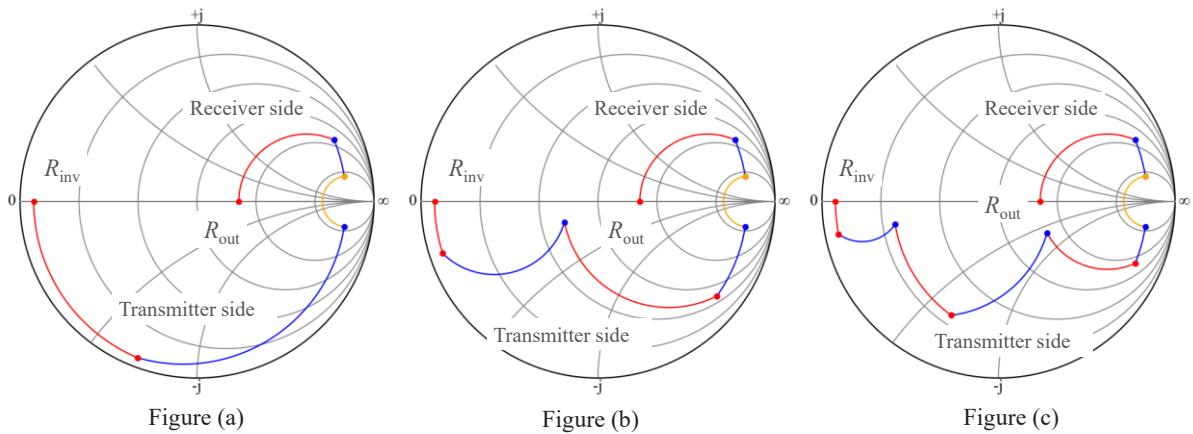 +j
Receiver side
R_inv
0
∞
R_out
Transmitter side
-j
Figure (a)
+j
Receiver side
R_inv
0
∞
R_out
Transmitter side
-j
Figure (b)
+j
Receiver side
R_inv
0
∞
R_out
Transmitter side
-j
Figure (c)